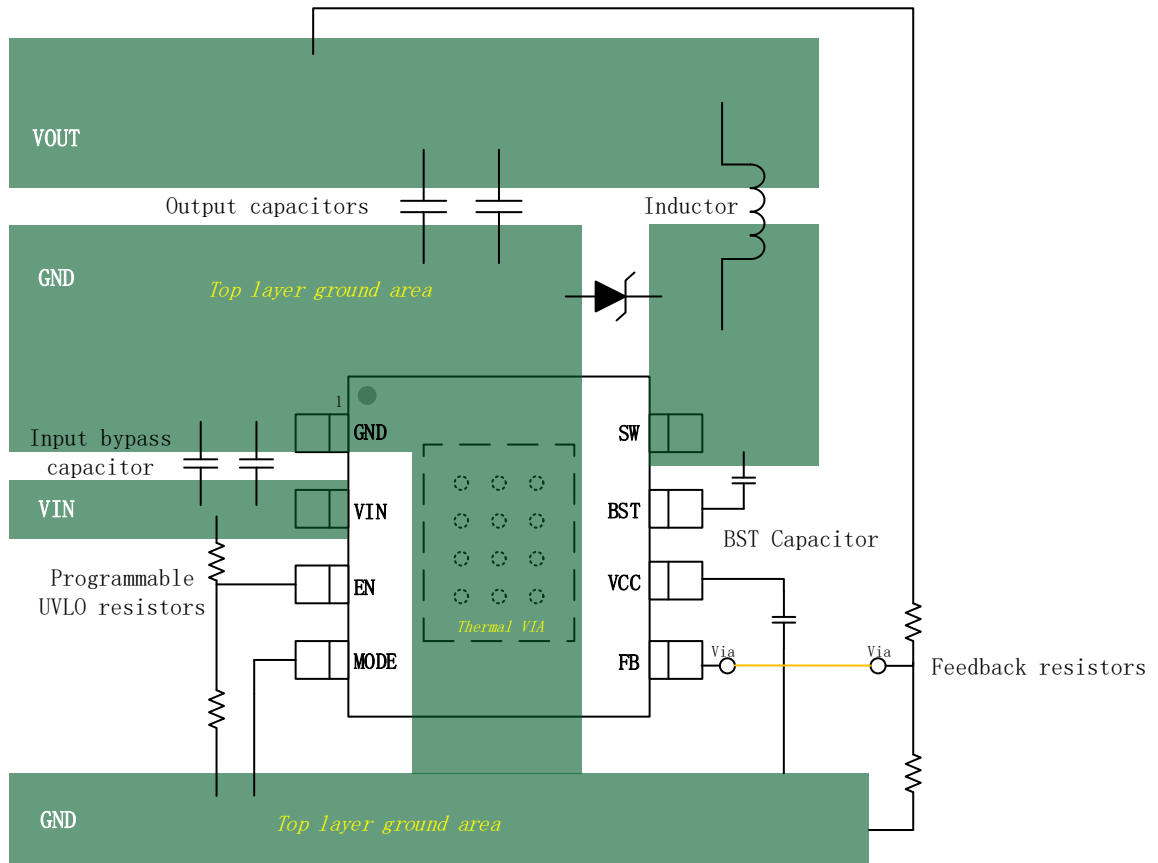 VOUT
Output capacitors
Inductor
GND
Top layer ground area
1
GND
SW
Input bypass
capacitor
VIN
VIN
BST
BST Capacitor
Programmable
UVLO resistors
EN
VCC
Thermal VIA
MODE
FB
Via
Via
Feedback resistors
GND
Top layer ground area